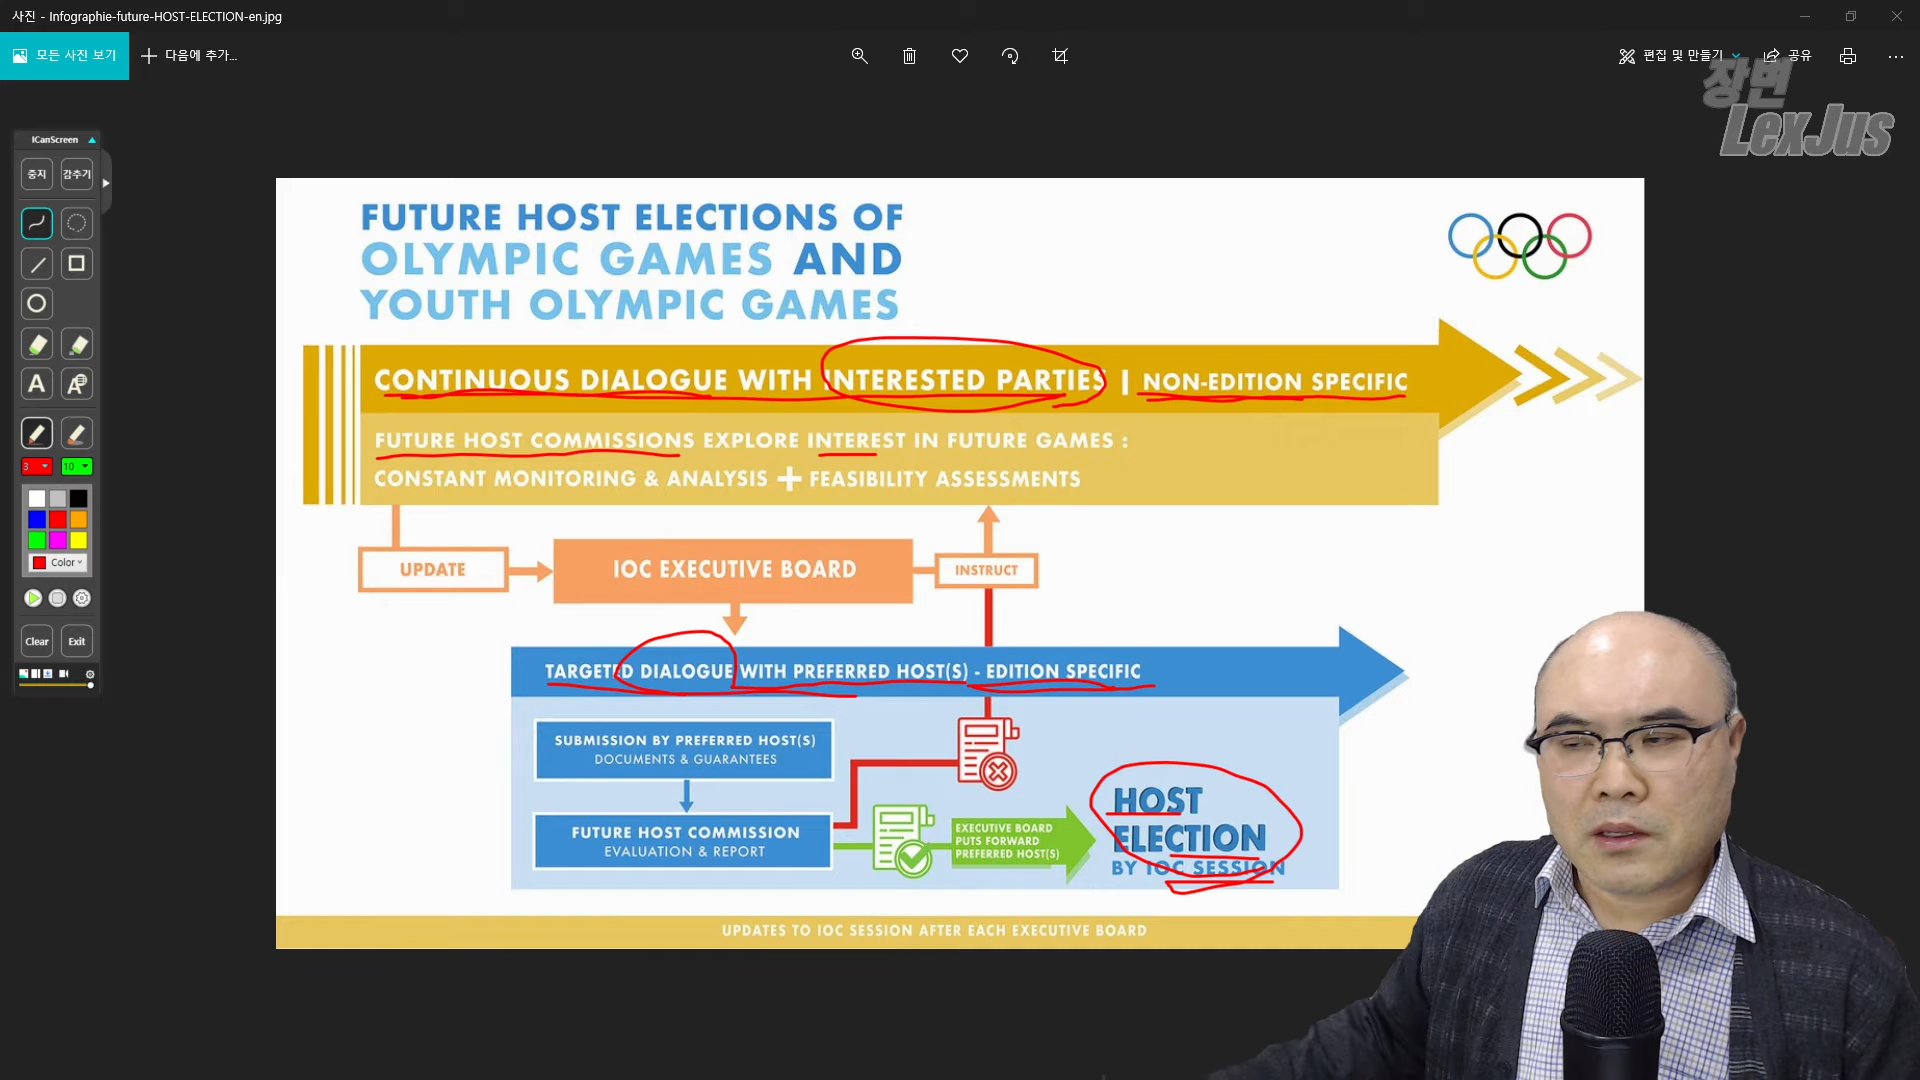 사진 - Infographie-future-HOST-ELECTION-en.jpg
모든 사진 보기
다음에 추가...
편집 및 만들기
공유
장변
LexJus
ICanScreen
중지
감추기
A
A
3
10
Color
Clear
Exit
FUTURE HOST ELECTIONS OF
OLYMPIC GAMES AND
YOUTH OLYMPIC GAMES
CONTINUOUS DIALOGUE WITH INTERESTED PARTIES | NON-EDITION SPECIFIC
FUTURE HOST COMMISSIONS EXPLORE INTEREST IN FUTURE GAMES :
CONSTANT MONITORING & ANALYSIS + FEASIBILITY ASSESSMENTS
UPDATE
IOC EXECUTIVE BOARD
INSTRUCT
TARGETED DIALOGUE WITH PREFERRED HOST(S) - EDITION SPECIFIC
SUBMISSION BY PREFERRED HOST(S)
DOCUMENTS & GUARANTEES
FUTURE HOST COMMISSION
EVALUATION & REPORT
EXECUTIVE BOARD
PUTS FORWARD
PREFERRED HOST(S)
HOST
ELECTION
BY IOC SESSION
UPDATES TO IOC SESSION AFTER EACH EXECUTIVE BOARD